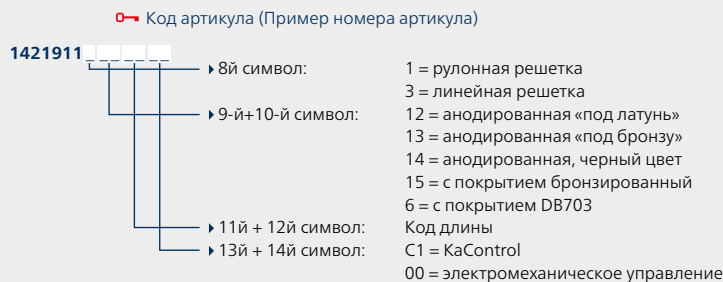 Код артикула (Пример номера артикула)
1421911_ _ _ _ _
8й символ: 1 = рулонная решетка
3 = линейная решетка
9-й+10-й символ: 12 = анодированная «под латунь»
13 = анодированная «под бронзу»
14 = анодированная, черный цвет
15 = с покрытием бронзированный
6 = с покрытием DB703
11й + 12й символ: Код длины
13й + 14й символ: C1 = KaControl
00 = электромеханическое управление